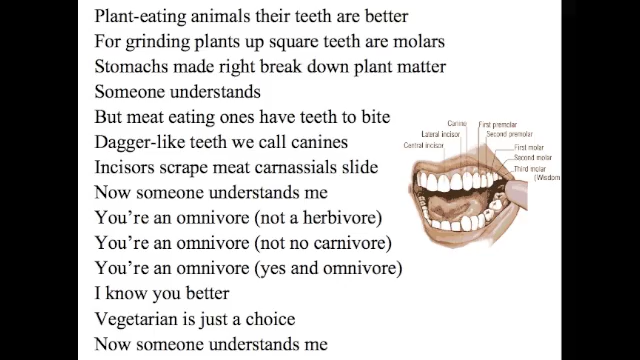 Plant-eating animals their teeth are better
For grinding plants up square teeth are molars
Stomachs made right break down plant matter
Someone understands
But meat eating ones have teeth to bite
Dagger-like teeth we call canines
Incisors scrape meat carnassials slide
Now someone understands me
You're an omnivore (not a herbivore)
You're an omnivore (not no carnivore)
You're an omnivore (yes and omnivore)
I know you better
Vegetarian is just a choice
Now someone understands me
Canine
First premolar
Lateral incisor
Second premolar
Central incisor
First molar
Second molar
Third molar
(Wisdom